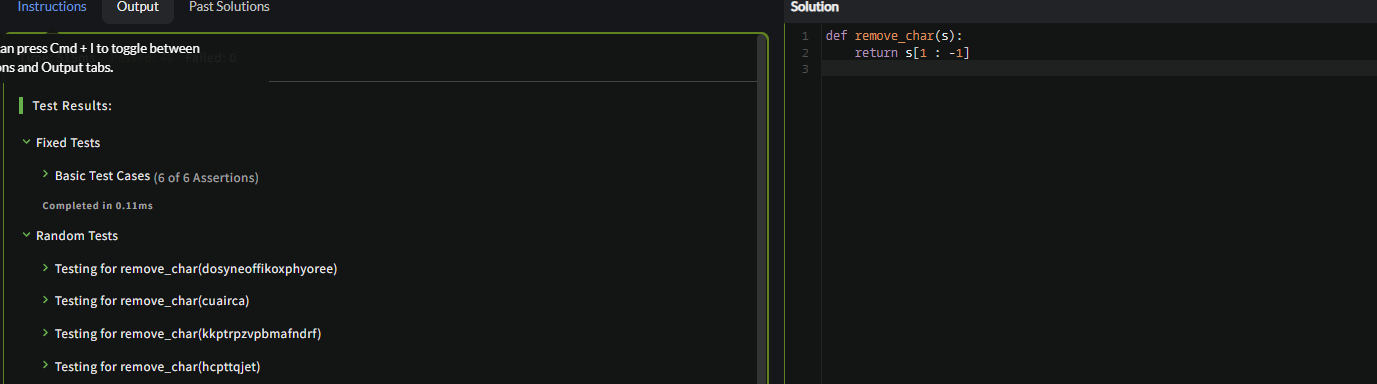 Instructions
Output
Past Solutions
an press Cmd + I to toggle between
ons and Output tabs.
Failed: 0
Test Results:
Fixed Tests
Basic Test Cases (6 of 6 Assertions)
Completed in 0.11ms
Random Tests
Testing for remove_char(dosyneoffikoxphyoree)
Testing for remove_char(cuairca)
Testing for remove_char(kkptrpzvpbmafndrf)
Testing for remove_char(hcpttqjet)
Solution
1 def remove_char(s):
2     return s[1 : -1]
3